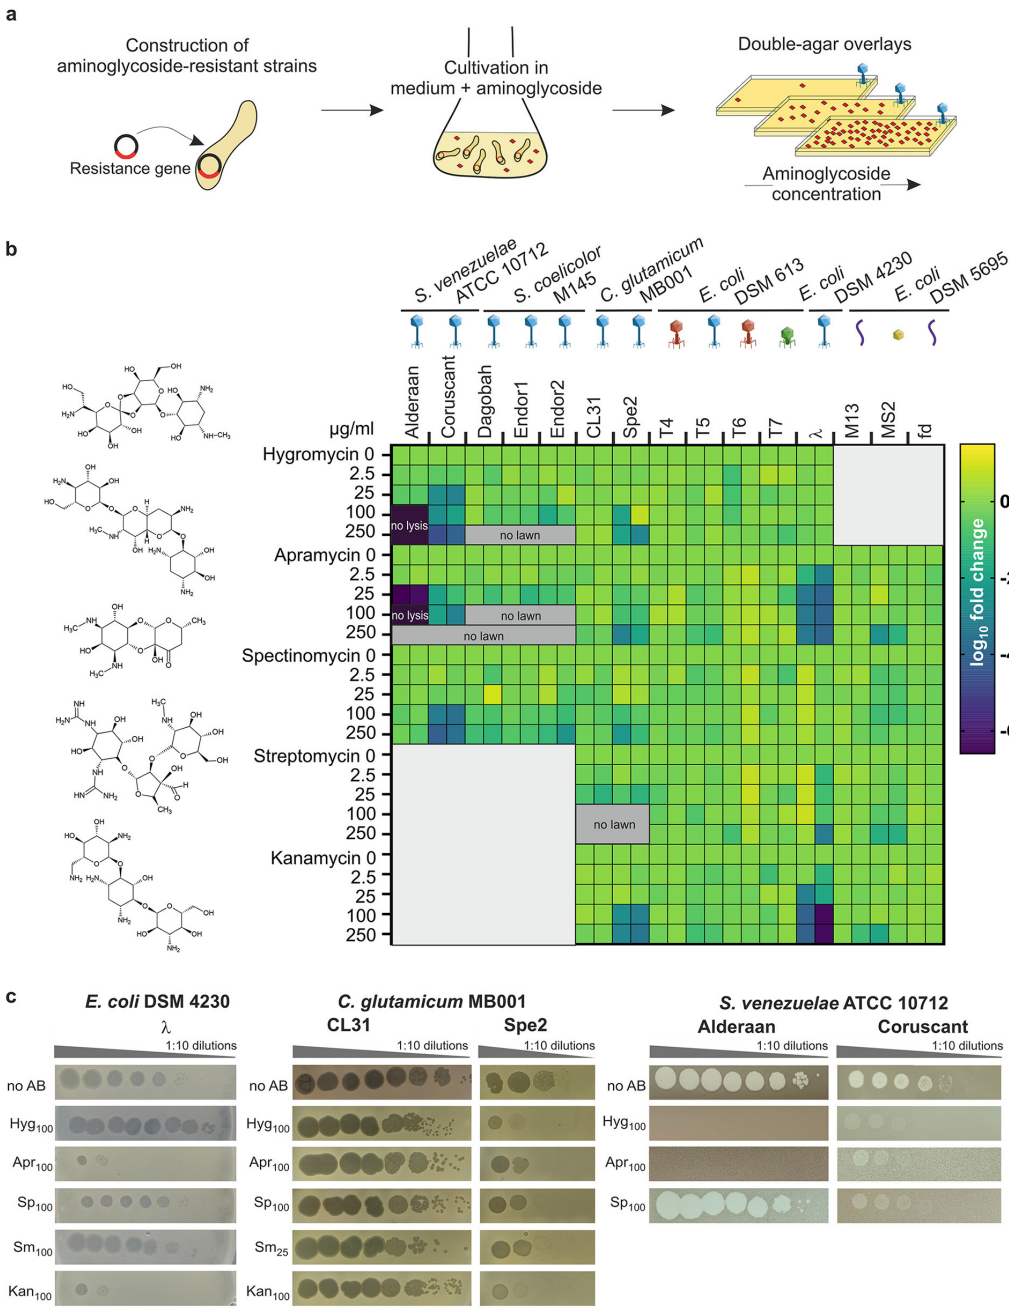 a
Construction of
aminoglycoside-resistant strains
Resistance gene
Cultivation in
medium + aminoglycoside
Double-agar overlays
Aminoglycoside
concentration
b
S. venezuelae
ATCC 10712
S. coelicolor
M145
C. glutamicum
MB001
E. coli
DSM 613
E. coli
DSM 4230
E. coli
DSM 5695
µg/ml
Alderaan
Coruscant
Dagobah
Endor1
Endor2
CL31
Spe2
T4
T5
T6
T7
λ
M13
MS2
fd
Hygromycin 0
2.5
25
100
250
no lysis
no lawn
Apramycin 0
2.5
25
100
250
no lysis
no lawn
no lawn
Spectinomycin 0
2.5
25
100
250
Streptomycin 0
2.5
25
100
250
no lawn
Kanamycin 0
2.5
25
100
250
log10 fold change
0
-2
-4
-6
c
E. coli DSM 4230
λ
1:10 dilutions
no AB
Hyg100
Apr100
Sp100
Sm100
Kan100
C. glutamicum MB001
CL31
Spe2
1:10 dilutions
1:10 dilutions
no AB
Hyg100
Apr100
Sp100
Sm25
Kan100
S. venezuelae ATCC 10712
Alderaan
Coruscant
1:10 dilutions
1:10 dilutions
no AB
Hyg100
Apr100
Sp100